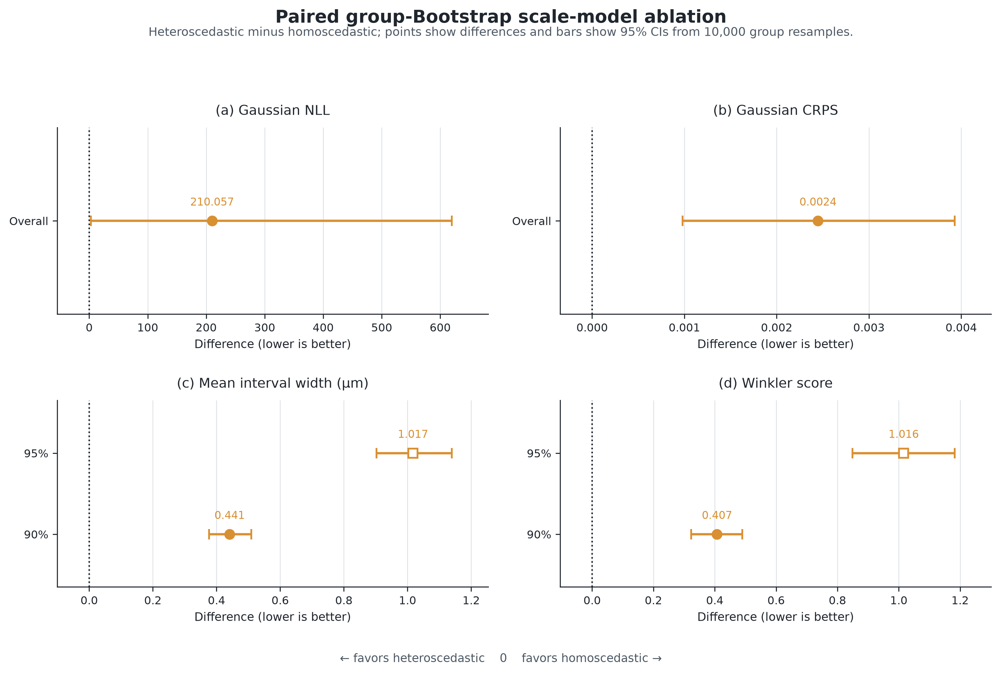 Paired group-Bootstrap scale-model ablation
Heteroscedastic minus homoscedastic; points show differences and bars show 95% CIs from 10,000 group resamples.
(a) Gaussian NLL
210.057
Overall
0 100 200 300 400 500 600
Difference (lower is better)
(b) Gaussian CRPS
0.0024
Overall
0.000 0.001 0.002 0.003 0.004
Difference (lower is better)
(c) Mean interval width (μm)
1.017
95%
0.441
90%
0.0 0.2 0.4 0.6 0.8 1.0 1.2
Difference (lower is better)
(d) Winkler score
1.016
95%
0.407
90%
0.0 0.2 0.4 0.6 0.8 1.0 1.2
Difference (lower is better)
← favors heteroscedastic 0 favors homoscedastic →